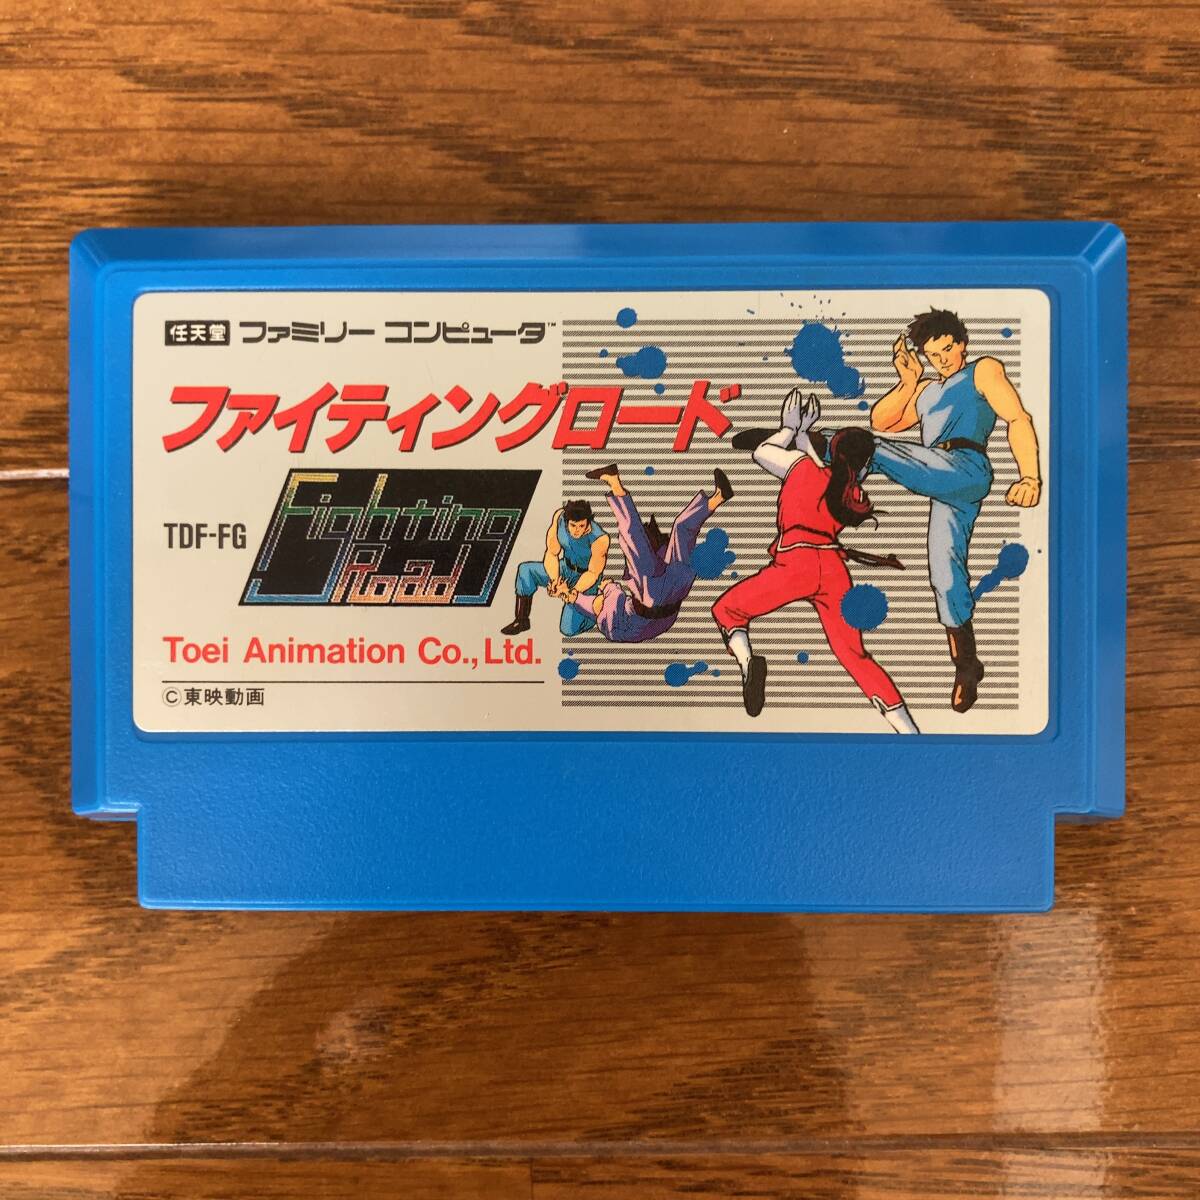 任天堂 ファミリー コンピュータ™
ファイティングロード
TDF-FG
Fighting
Road
Toei Animation Co., Ltd.
©東映動画